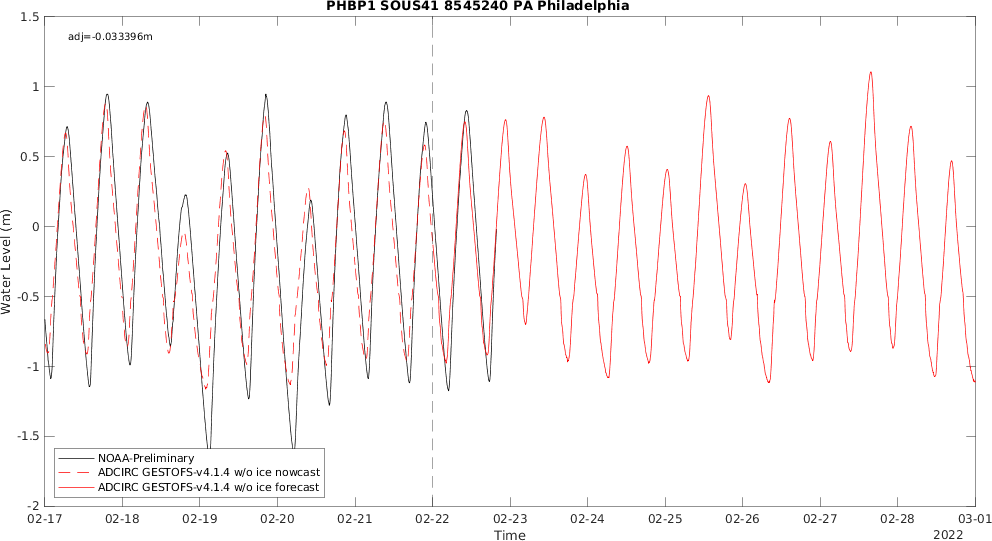 PHBP1 SOUS41 8545240 PA Philadelphia
adj=-0.033396m
1.5
1
0.5
0
-0.5
-1
-1.5
-2
Water Level (m)
NOAA-Preliminary
ADCIRC GESTOFS-v4.1.4 w/o ice nowcast
ADCIRC GESTOFS-v4.1.4 w/o ice forecast
02-17 02-18 02-19 02-20 02-21 02-22 02-23 02-24 02-25 02-26 02-27 02-28 03-01
Time
2022